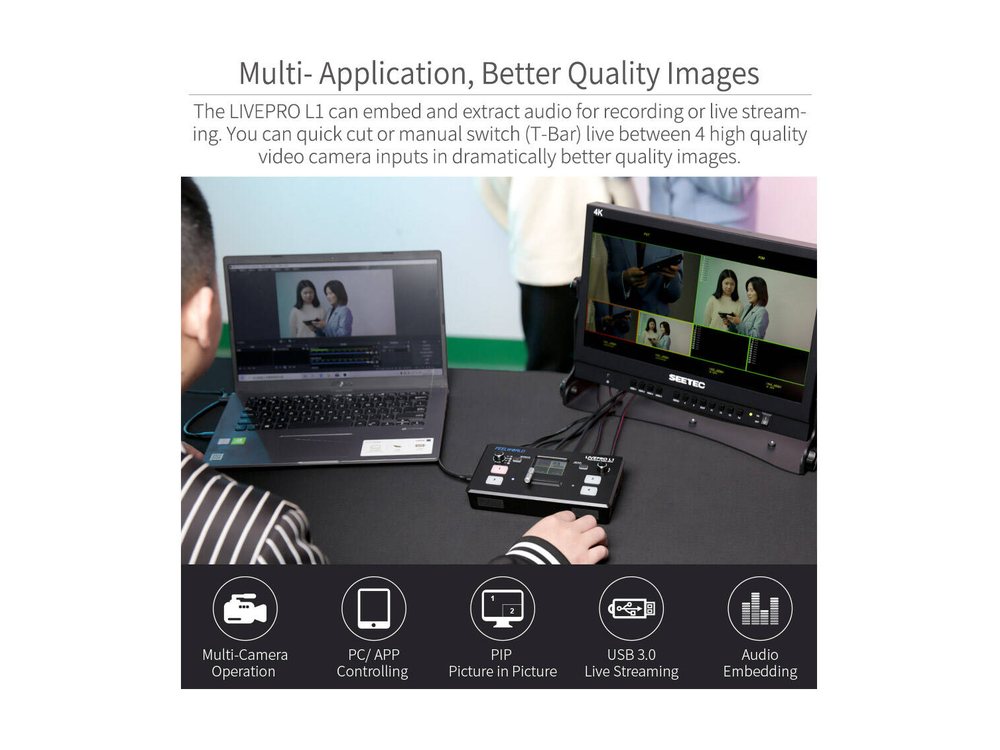 Multi- Application, Better Quality Images
The LIVEPRO L1 can embed and extract audio for recording or live stream-
ing. You can quick cut or manual switch (T-Bar) live between 4 high quality
video camera inputs in dramatically better quality images.
4K
SEETEC
FEELWORLD
LIVEPRO L1
1
2
Multi-Camera
Operation
PC/ APP
Controlling
PIP
Picture in Picture
USB 3.0
Live Streaming
Audio
Embedding